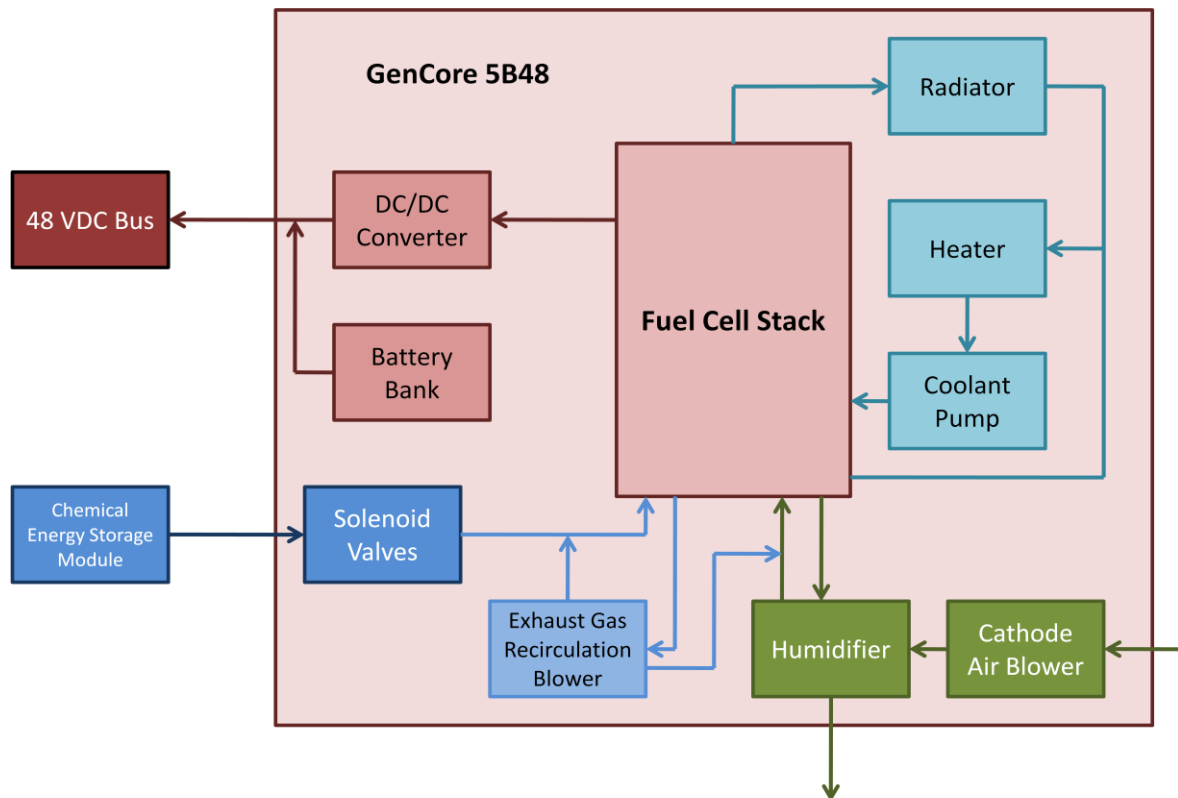 GenCore 5B48
Radiator
48 VDC Bus
DC/DC
Converter
Heater
Fuel Cell Stack
Battery
Bank
Coolant
Pump
Chemical
Energy Storage
Module
Solenoid
Valves
Exhaust Gas
Recirculation
Blower
Humidifier
Cathode
Air Blower